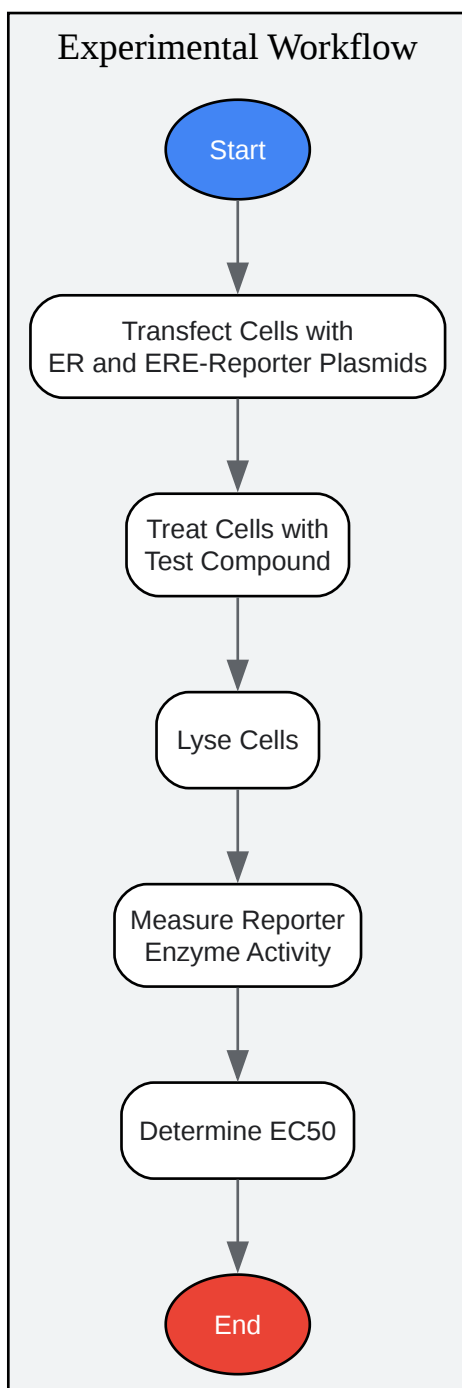 Experimental Workflow
Start
Transfect Cells with
ER and ERE-Reporter Plasmids
Treat Cells with
Test Compound
Lyse Cells
Measure Reporter
Enzyme Activity
Determine EC50
End